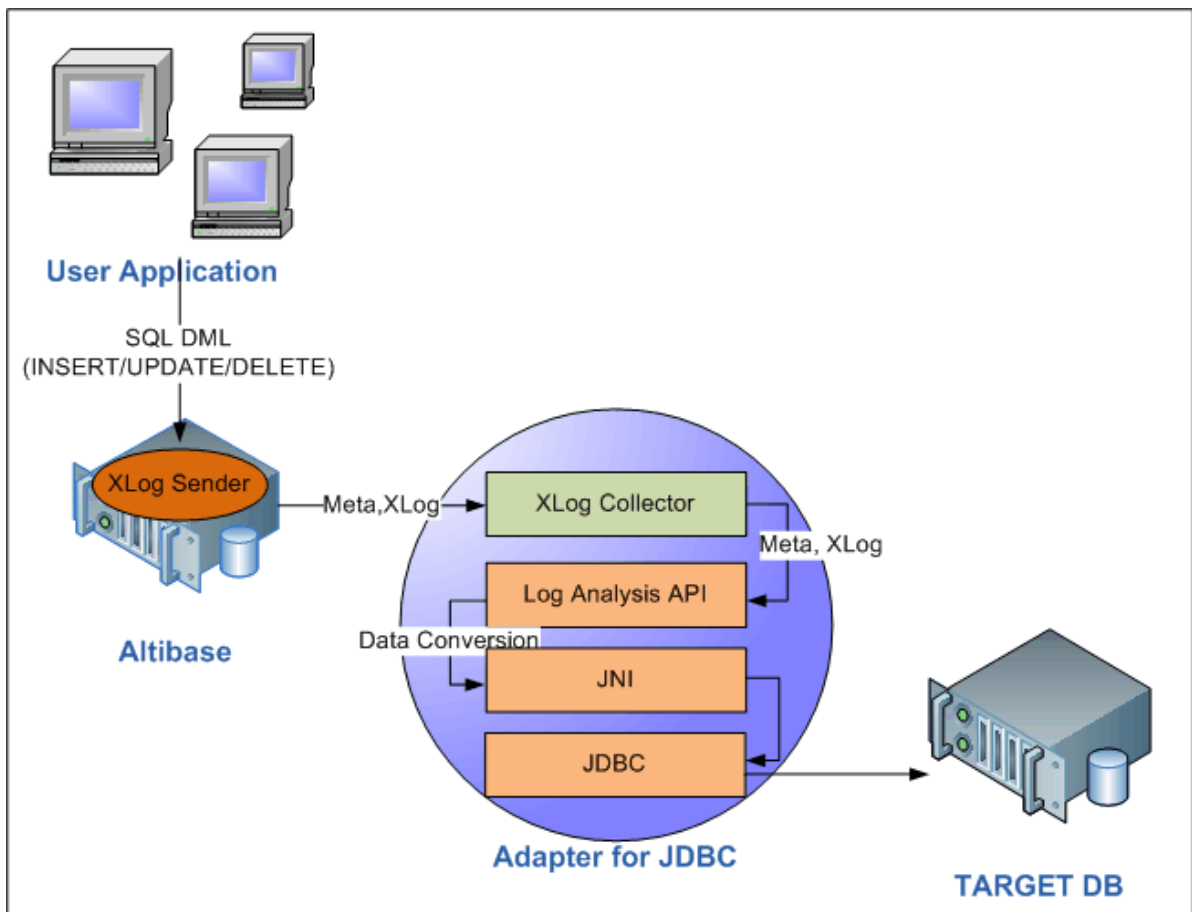 User Application
SQL DML
(INSERT/UPDATE/DELETE)
XLog Sender
Meta,XLog
XLog Collector
Meta, XLog
Log Analysis API
Data Conversion
Altibase
JNI
JDBC
Adapter for JDBC
TARGET DB